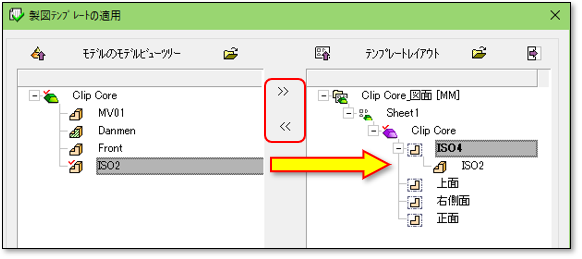 製図ﾃﾝﾌﾟﾚｰﾄの適用
モデルのモデルビューツリー
テンプレートレイアウト
Clip Core
MV01
Danmen
Front
ISO2
>>
<<
Clip Core_図面 [MM]
Sheet1
Clip Core
ISO4
ISO2
上面
右側面
正面